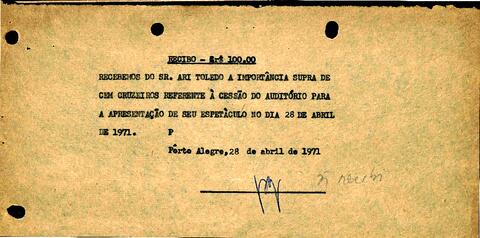 RECIBO - Cr$ 100.00
RECEBEMOS DO SR. ARI TOLEDO A IMPORTÂNCIA SUPRA DE
CEM CRUZEIROS REFERENTE À CESSÃO DO AUDITÓRIO PARA
A APRESENTAÇÃO DE SEU ESPETÁCULO NO DIA 28 DE ABRIL
DE 1971. P
Pôrto Alegre, 28 de abril de 1971